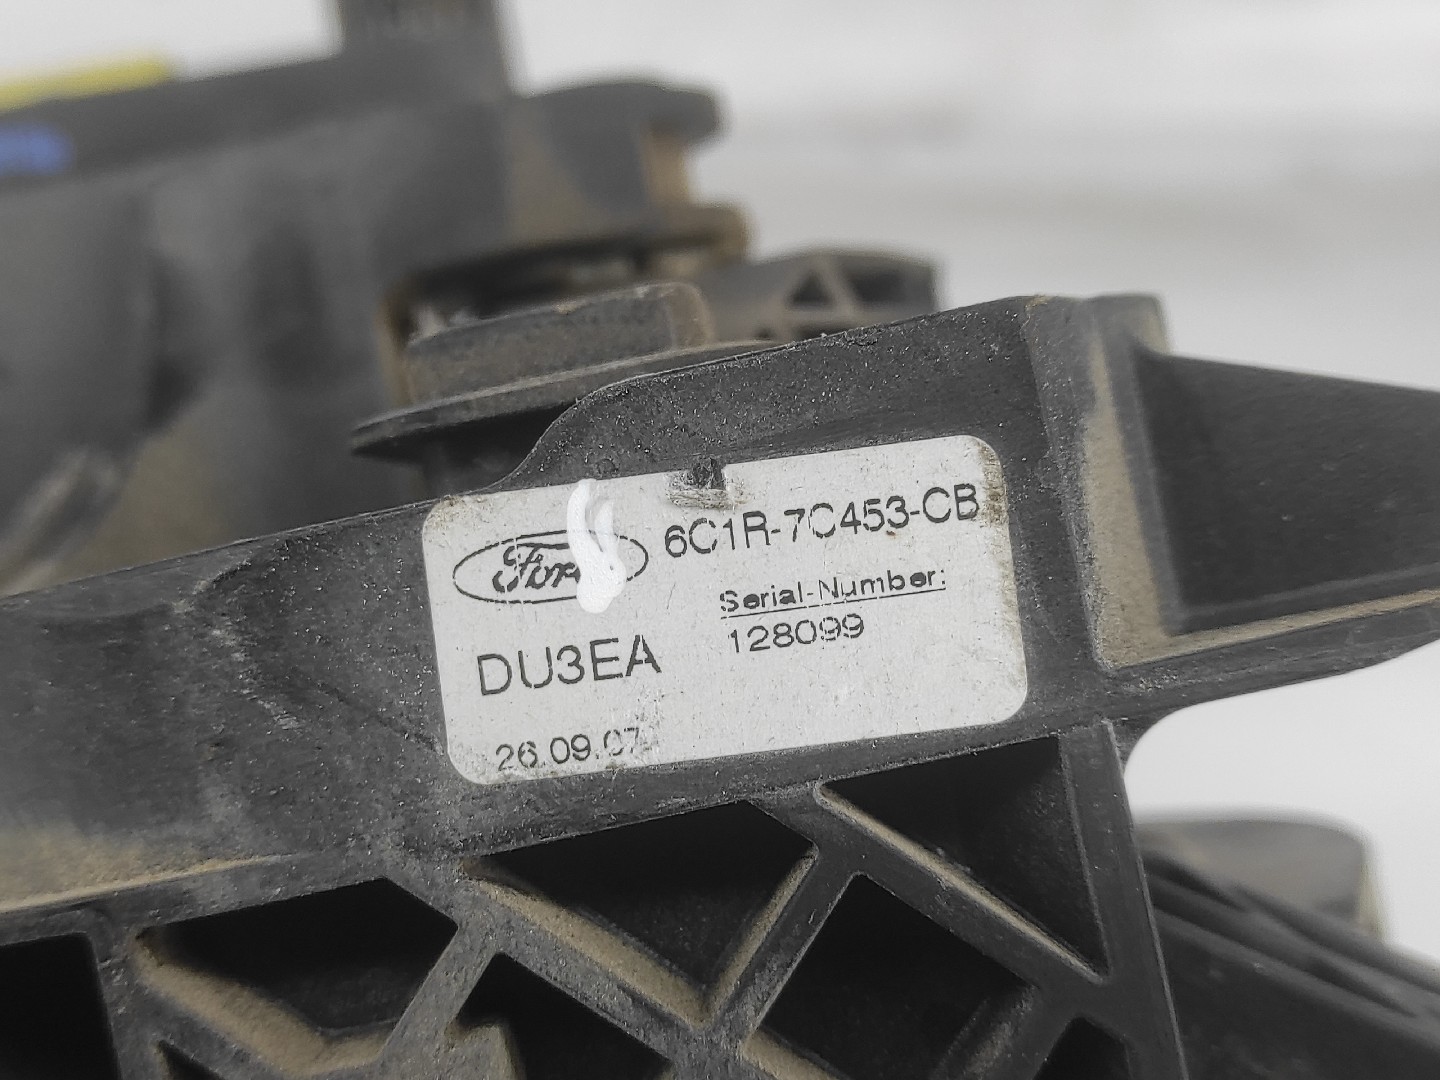 Ford
6C1R-7C453-CB
Serial-Number:
128099
DU3EA
26.09.07